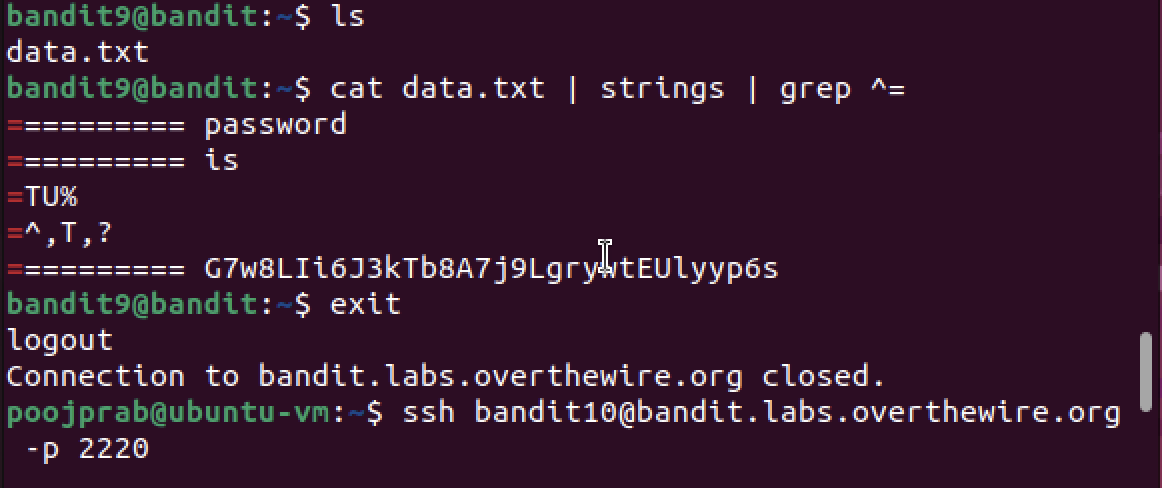 bandit9@bandit:~$ ls
data.txt
bandit9@bandit:~$ cat data.txt | strings | grep ^=
========== password
========== is
=TU%
=^,T,?
========== G7w8LIi6J3kTb8A7j9LgrywtEUlyyp6s
bandit9@bandit:~$ exit
logout
Connection to bandit.labs.overthewire.org closed.
poojprab@ubuntu-vm:~$ ssh bandit10@bandit.labs.overthewire.org
 -p 2220